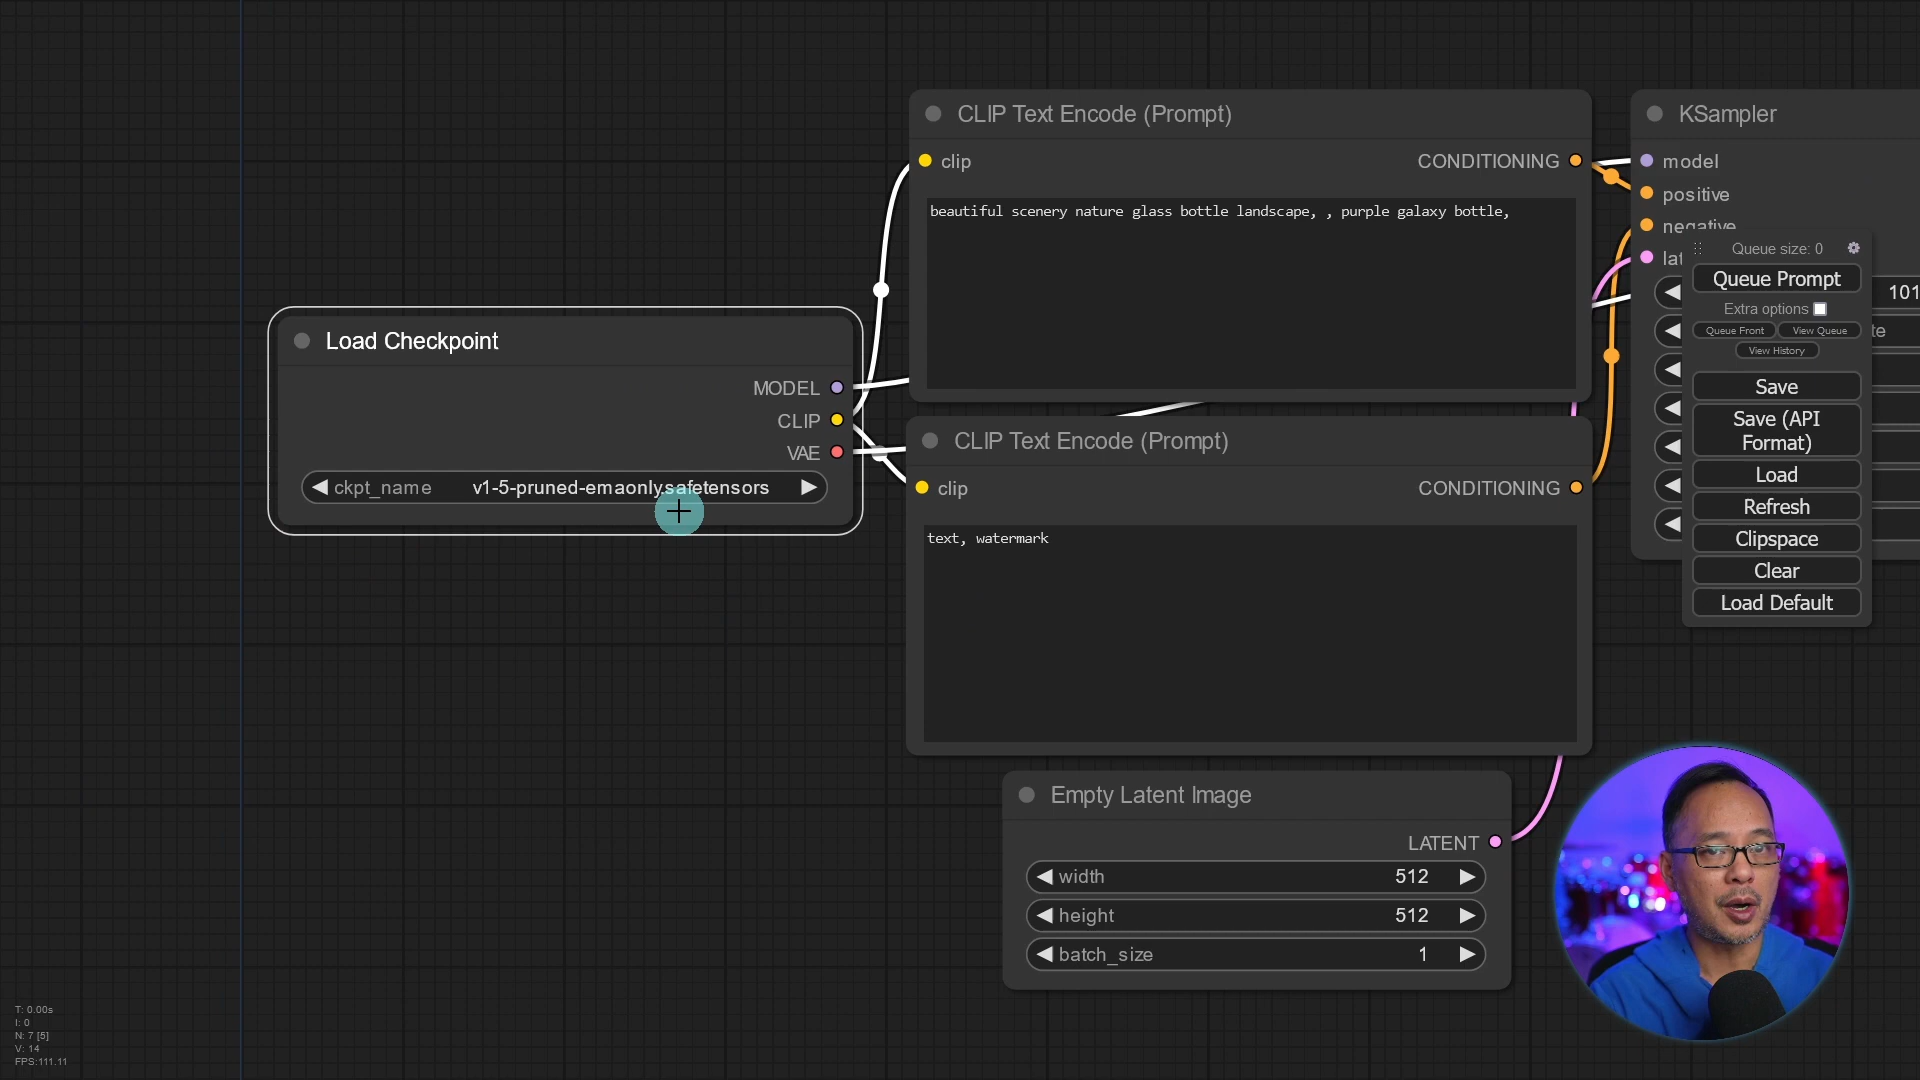 CLIP Text Encode (Prompt)
clip
CONDITIONING
beautiful scenery nature glass bottle landscape, , purple galaxy bottle,
KSampler
model
positive
negative
lat
101
te
Queue size: 0
Queue Prompt
Extra options
Queue Front
View Queue
View History
Save
Save (API
Format)
Load
Refresh
Clipspace
Clear
Load Default
Load Checkpoint
MODEL
CLIP
VAE
ckpt_name v1-5-pruned-emaonly.safetensors
CLIP Text Encode (Prompt)
clip
CONDITIONING
text, watermark
Empty Latent Image
LATENT
width 512
height 512
batch_size 1
T: 0.00s
I: 0
N: 7 [5]
V: 14
FPS:111.11